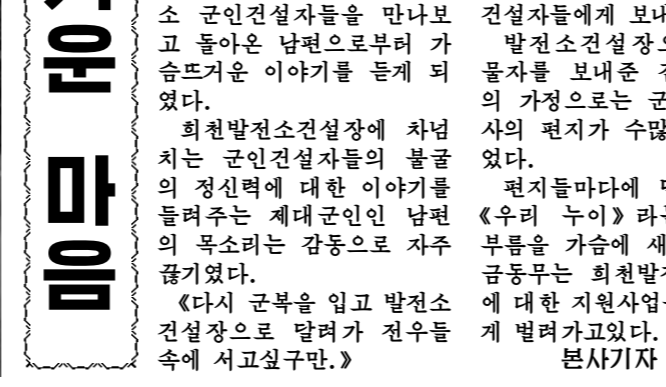 운 마음
소 군인건설자들을 만나보
고 돌아온 남편으로부터 가
슴뜨거운 이야기를 듣게 되
였다.
희천발전소건설장에 차넘
치는 군인건설자들의 불굴
의 정신력에 대한 이야기를
들려주는 제대군인인 남편
의 목소리는 감동으로 자주
끊기였다.
《다시 군복을 입고 발전소
건설장으로 달려가 전우들
속에 서고싶구만.》
건설자들에게 보내
발전소건설장으
물자를 보내준
의 가정으로는
사의 편지가 수많
었다.
편지들마다에
《우리 누이》라
부름을 가슴에 새
금동무는 희천발
에 대한 지원사업
게 벌려가고있다.
본사기자